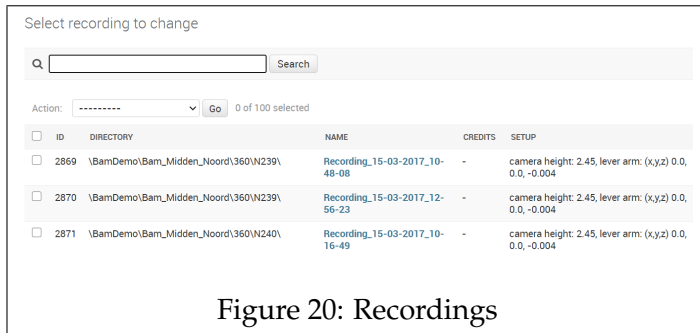 Select recording to change
Search
Action: --------- Go 0 of 100 selected
ID DIRECTORY NAME CREDITS SETUP
2869 \BamDemo\Bam_Midden_Noord\360\N239\ Recording_15-03-2017_10- - camera height: 2.45, lever arm: (x,y,z) 0.0,
48-08 0.0, -0.004
2870 \BamDemo\Bam_Midden_Noord\360\N239\ Recording_15-03-2017_12- - camera height: 2.45, lever arm: (x,y,z) 0.0,
56-23 0.0, -0.004
2871 \BamDemo\Bam_Midden_Noord\360\N240\ Recording_15-03-2017_10- - camera height: 2.45, lever arm: (x,y,z) 0.0,
16-49 0.0, -0.004
Figure 20: Recordings